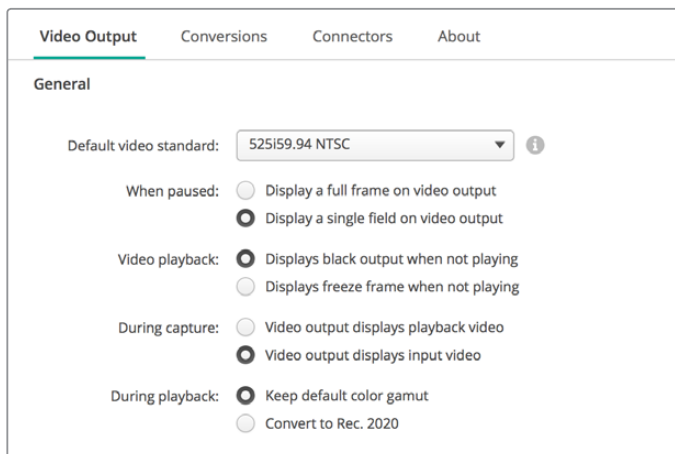 Video Output Conversions Connectors About
General
Default video standard: 525i59.94 NTSC
When paused: Display a full frame on video output
Display a single field on video output
Video playback: Displays black output when not playing
Displays freeze frame when not playing
During capture: Video output displays playback video
Video output displays input video
During playback: Keep default color gamut
Convert to Rec. 2020